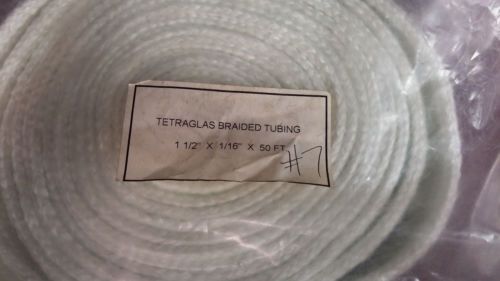 TETRAGLAS BRAIDED TUBING
1 1/2" X 1/16" X 50 FT
#7